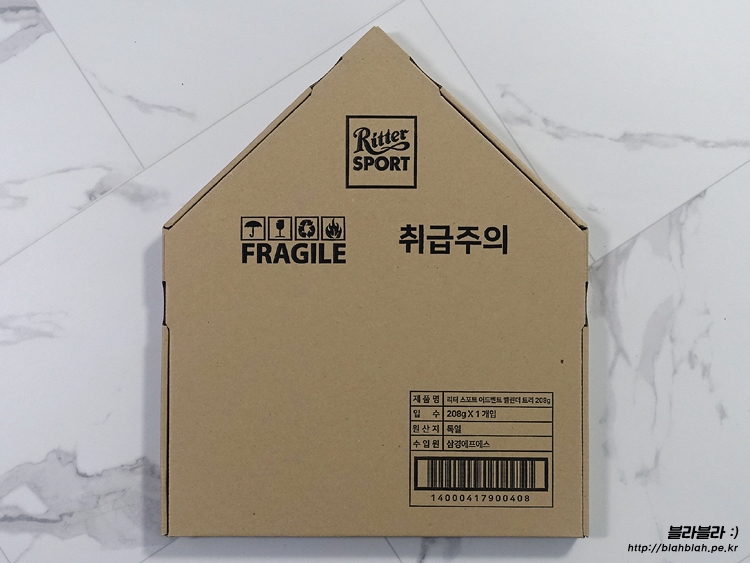 Ritter
SPORT
FRAGILE
취급주의
제품명 리터 스포트 어드벤트 캘린더 트리 208g
입 수 208g X 1 개입
원산지 독일
수입원 삼경에프에스
14000417900408
블라블라 :)
http://blahblah.pe.kr